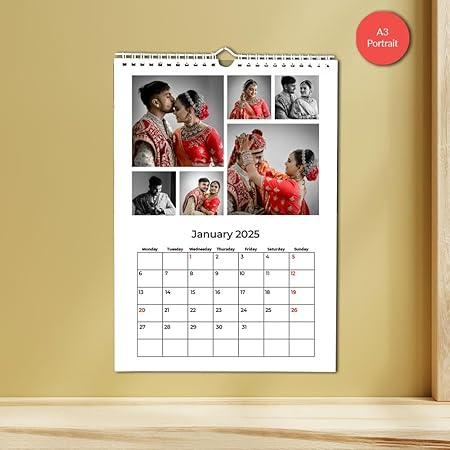 A3
Portrait
January 2025
Monday Tuesday Wednesday Thursday Friday Saturday Sunday
1 2 3 4 5
6 7 8 9 10 11 12
13 14 15 16 17 18 19
20 21 22 23 24 25 26
27 28 29 30 31